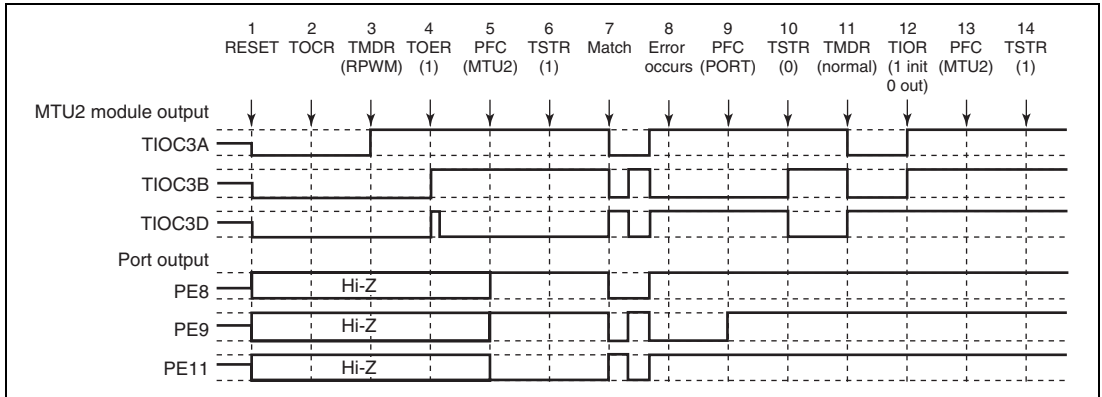 1 2 3 4 5 6 7 8 9 10 11 12 13 14
RESET TOCR TMDR TOER PFC TSTR Match Error PFC TSTR TMDR TIOR PFC TSTR
(RPWM) (1) (MTU2) (1) occurs (PORT) (0) (normal) (1 init (MTU2) (1)
0 out)
MTU2 module output
TIOC3A
TIOC3B
TIOC3D
Port output
PE8 Hi-Z
PE9 Hi-Z
PE11 Hi-Z